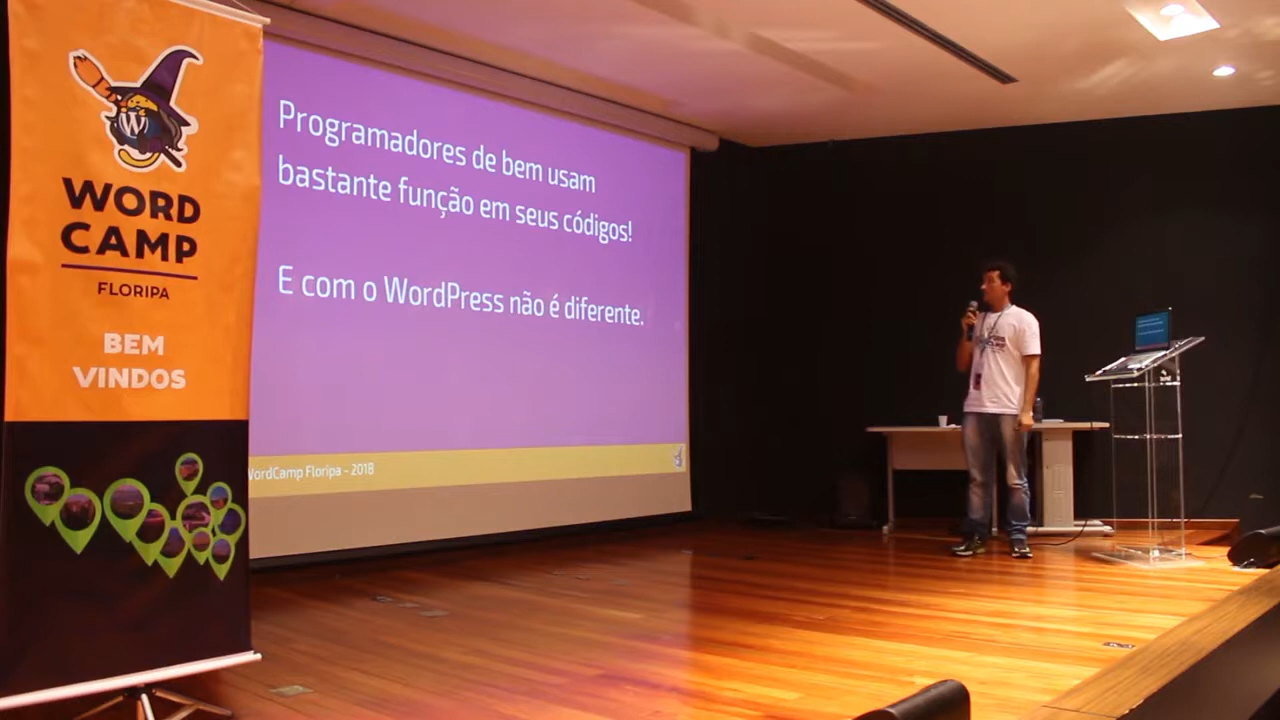 WORD
CAMP
FLORIPA
BEM
VINDOS
Programadores de bem usam
bastante função em seus códigos!
E com o WordPress não é diferente.
WordCamp Floripa - 2018